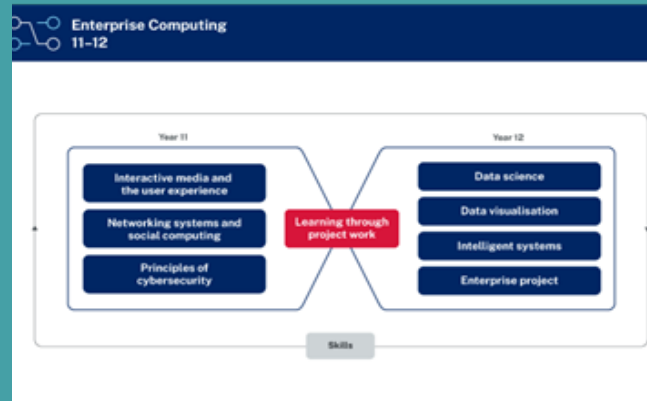 Enterprise Computing
11–12
Year 11
Interactive media and
the user experience
Networking systems and
social computing
Principles of
cybersecurity
Learning through
project work
Year 12
Data science
Data visualisation
Intelligent systems
Enterprise project
Skills